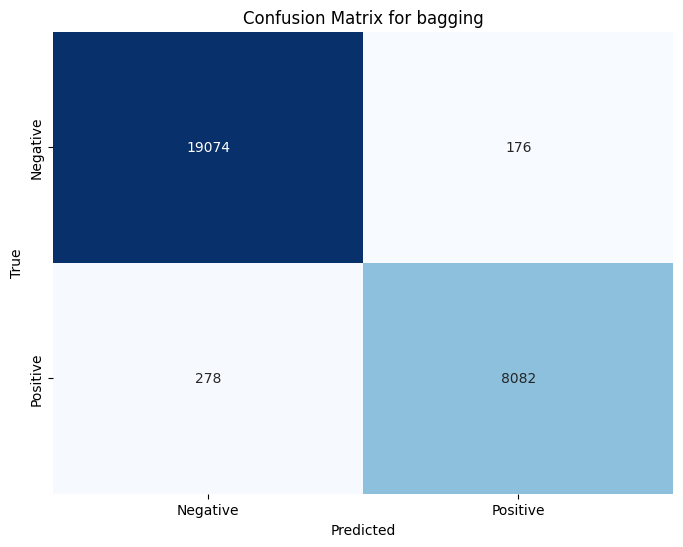 Confusion Matrix for bagging
True
Negative
19074
176
Positive
278
8082
Negative
Positive
Predicted